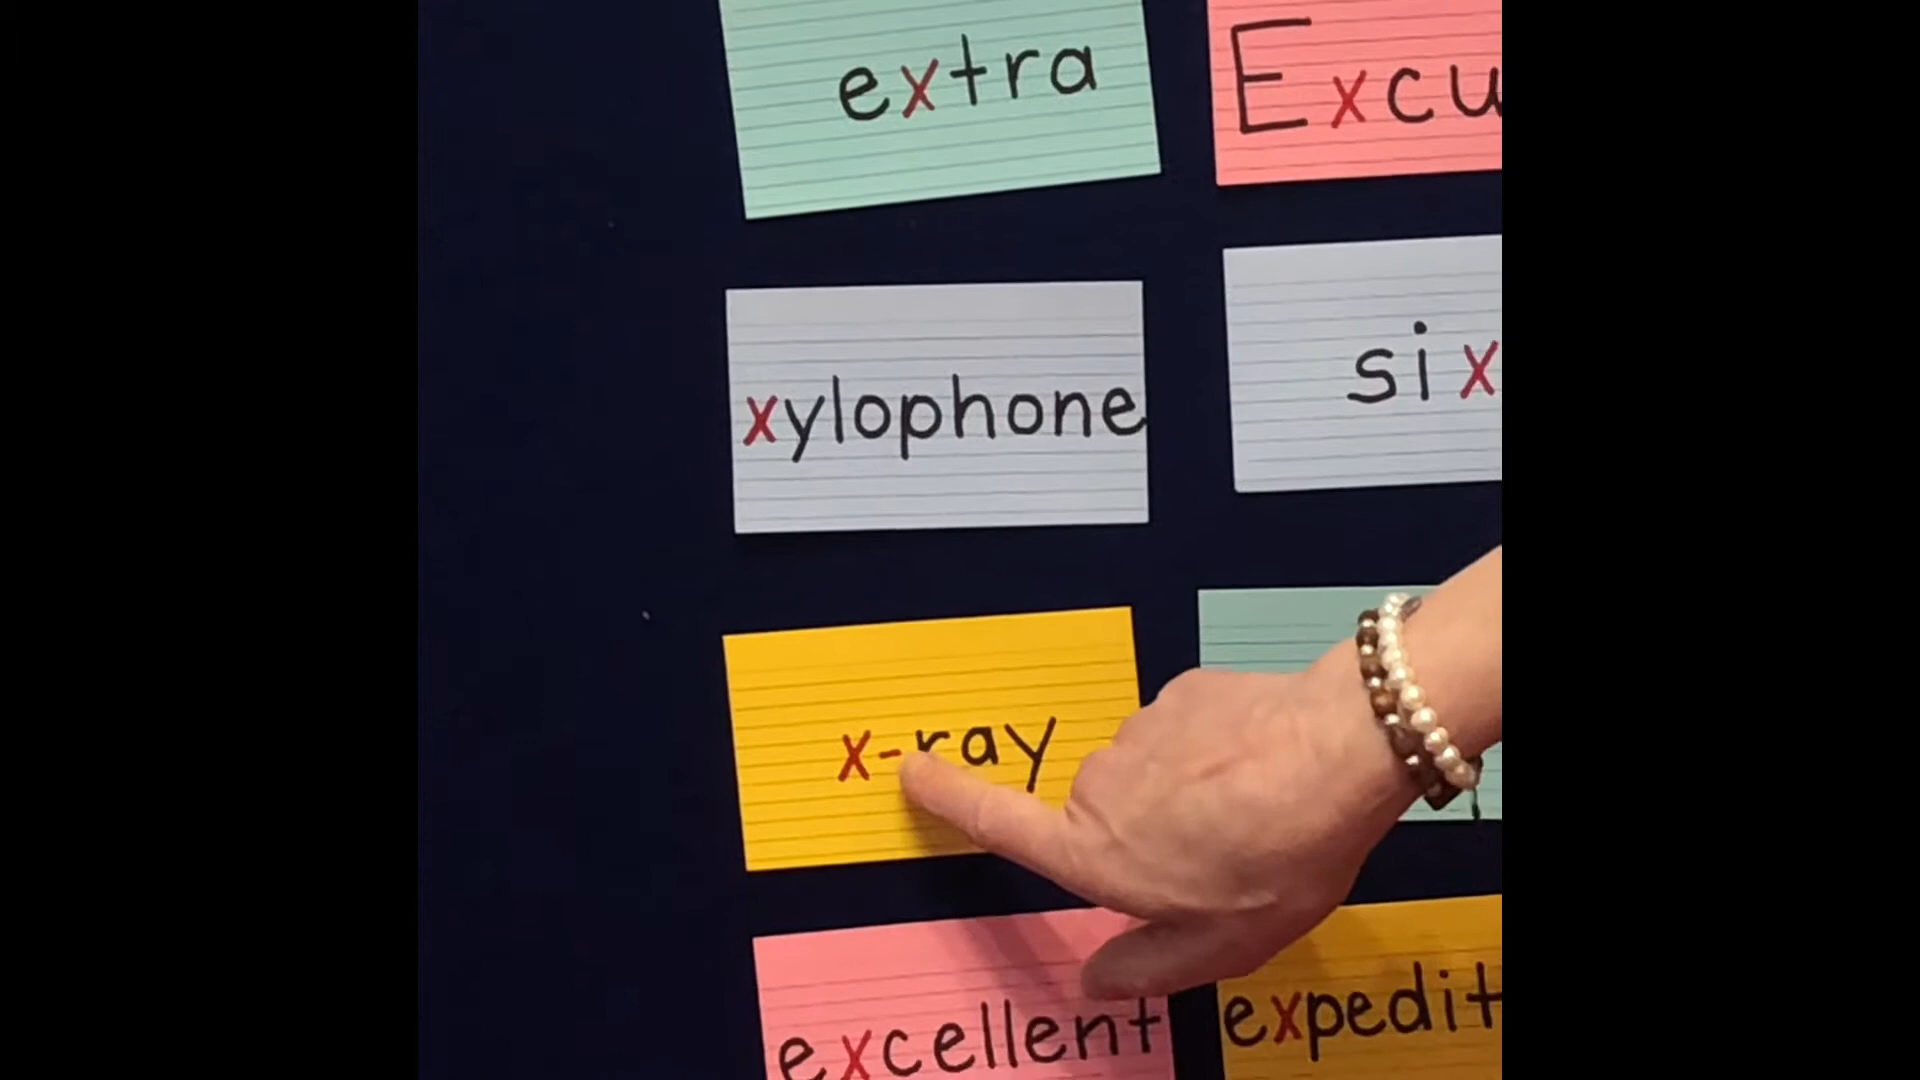 extra
Excu
xylophone
six
x-ray
excellent
expedit